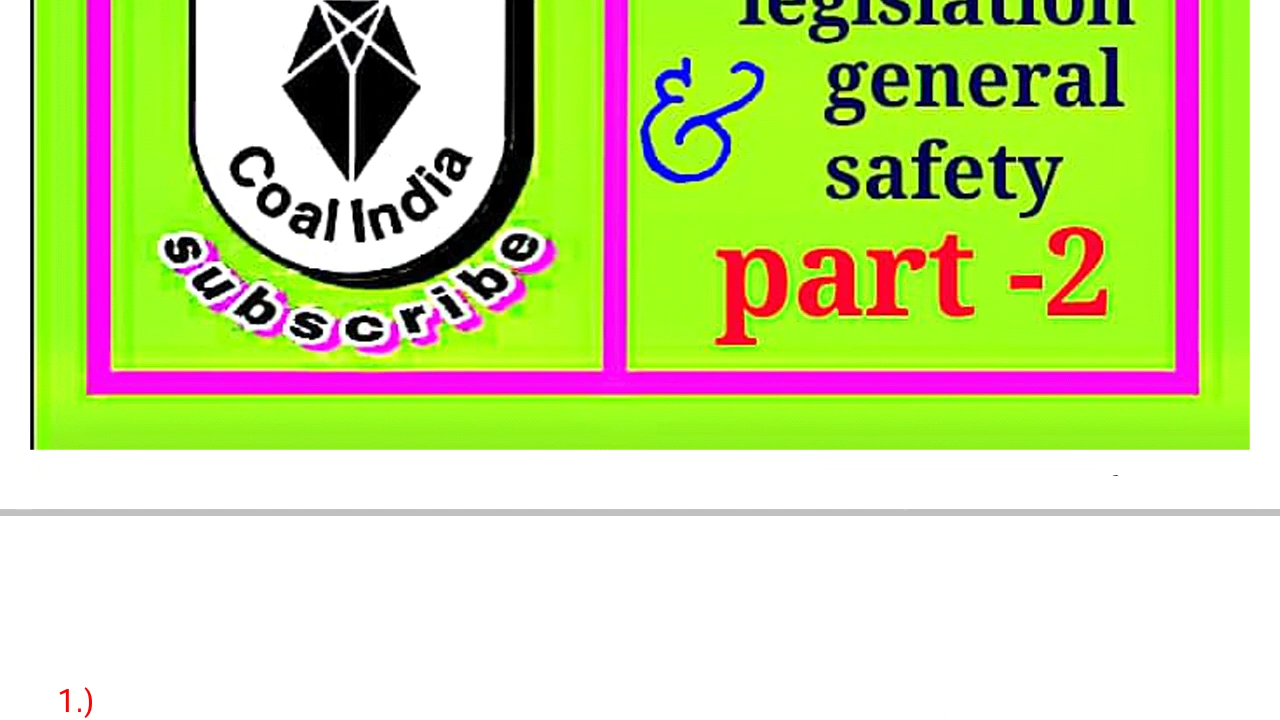 legislation
& general
safety
part -2
Coal India
subscribe
1.)